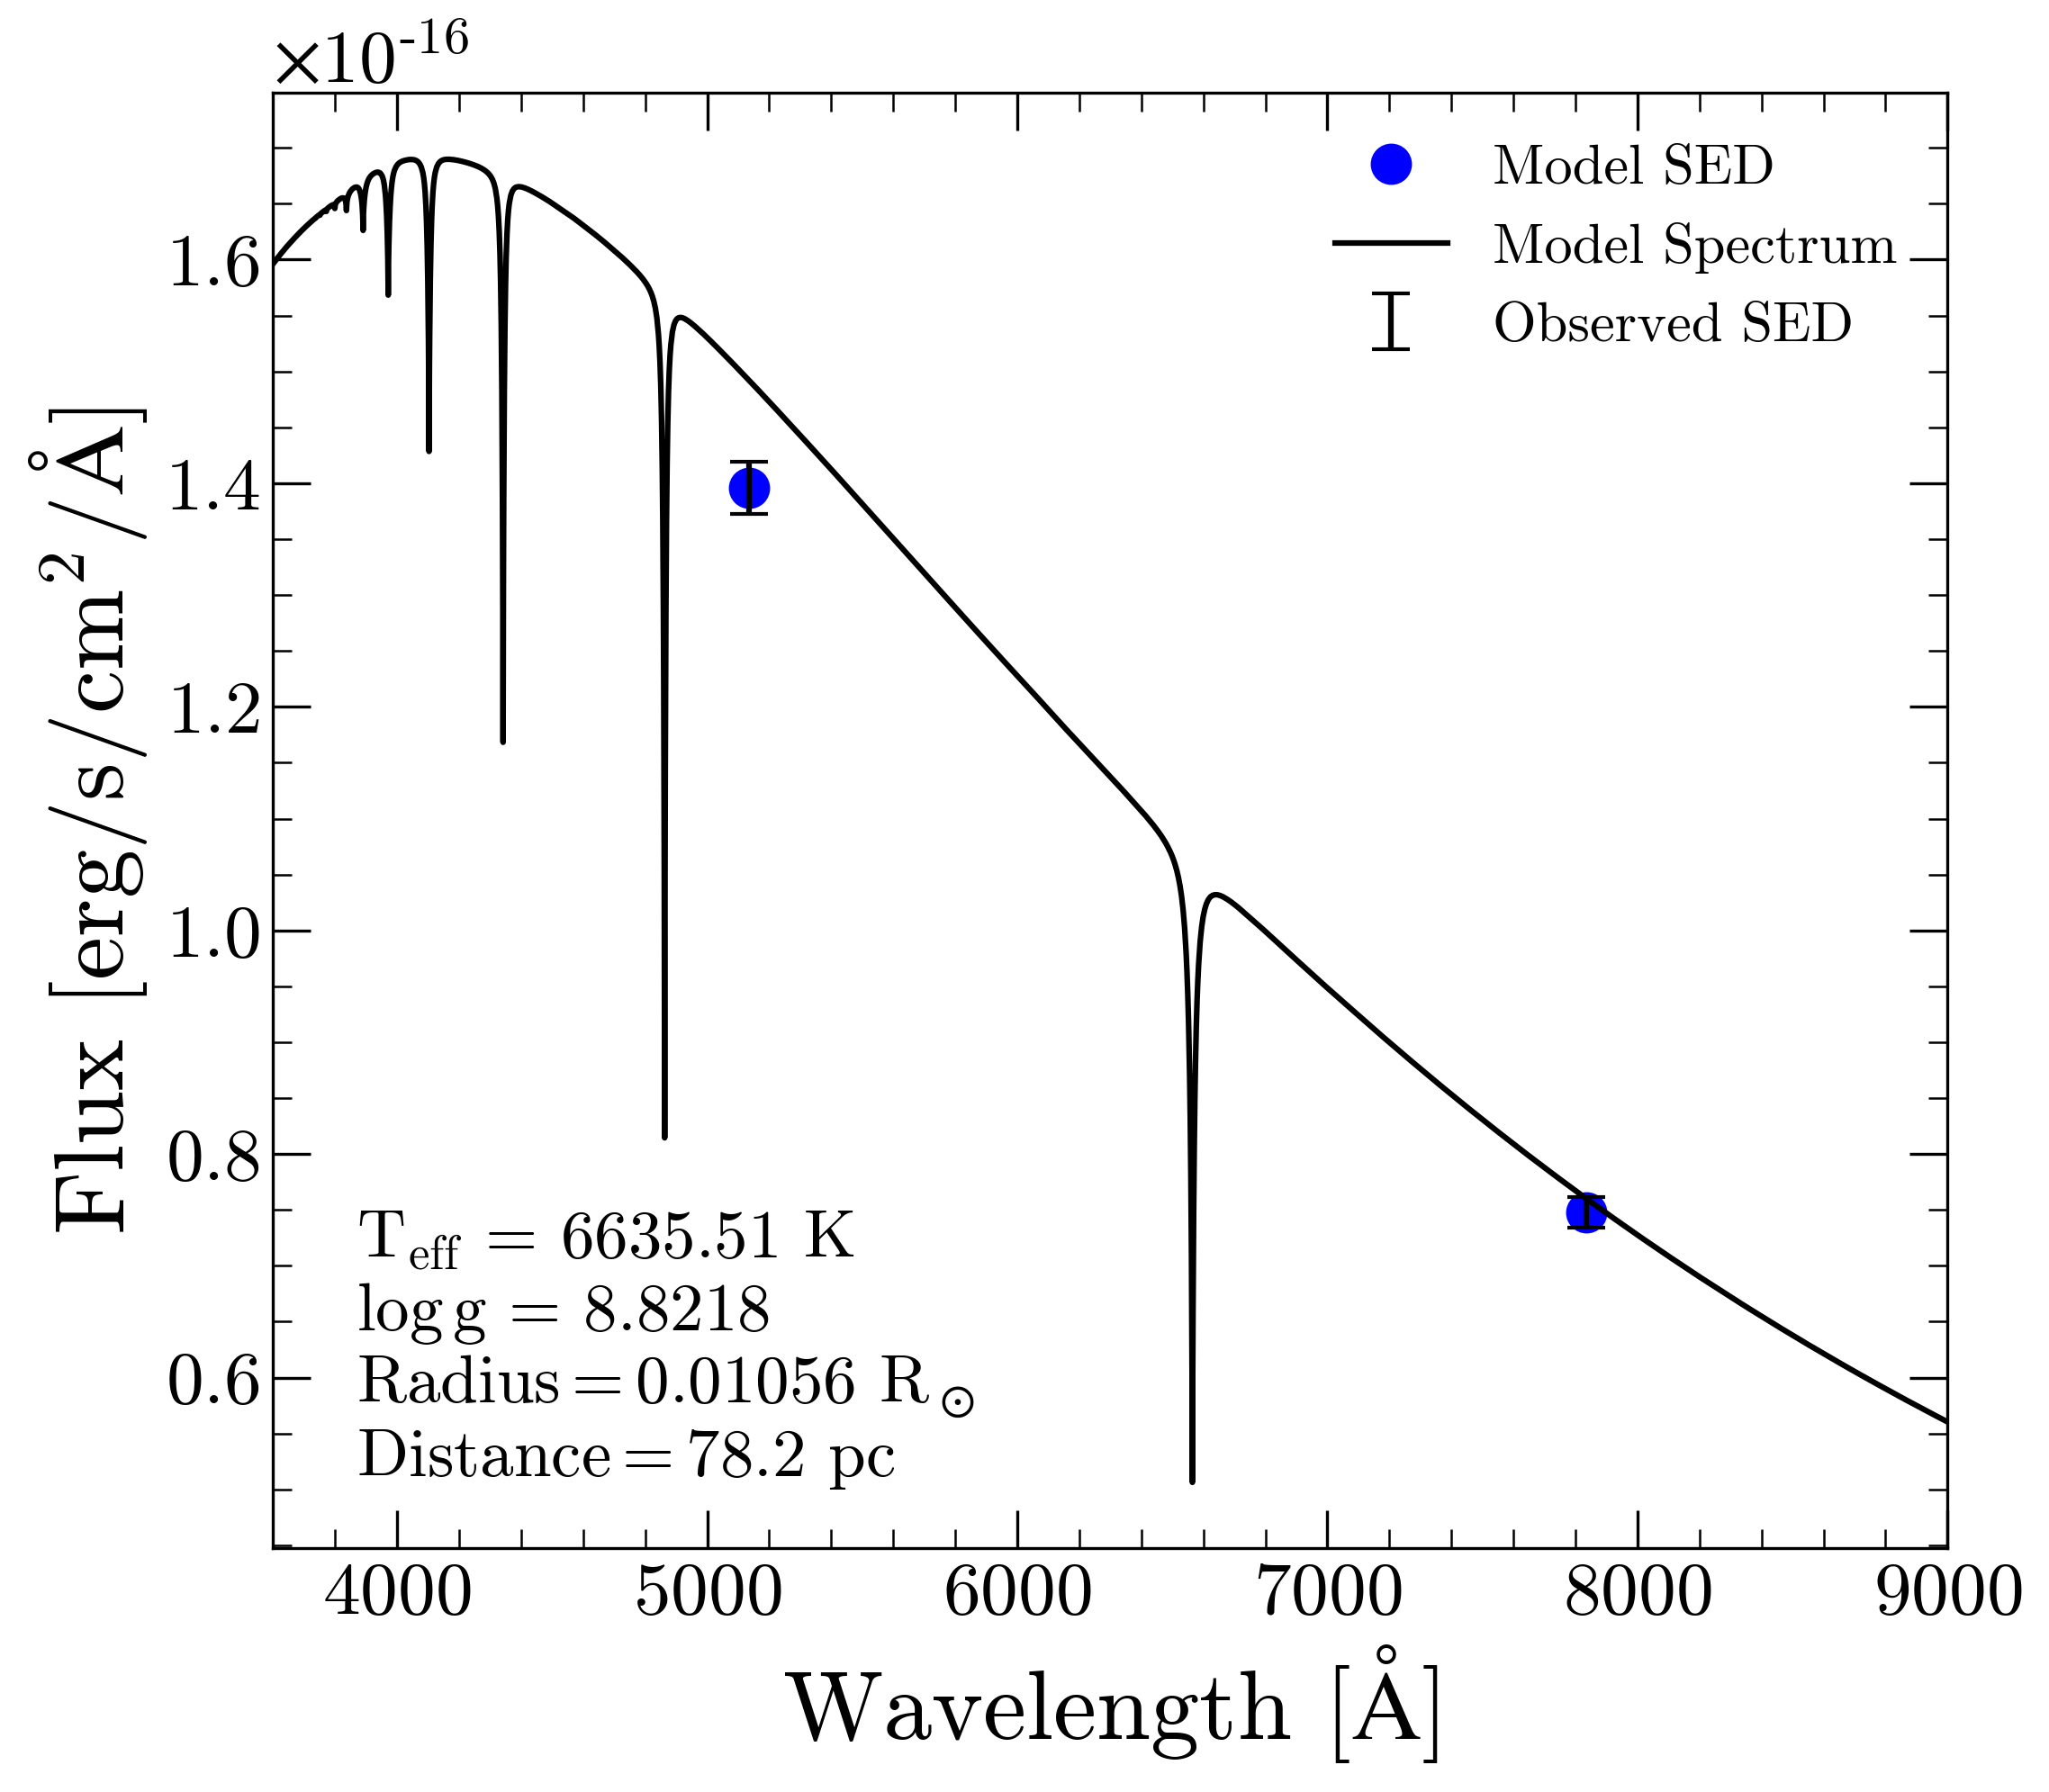 ×10-16
Model SED
Model Spectrum
Observed SED
1.6
1.4
1.2
1.0
0.8
0.6
Flux [erg/s/cm2/Å]
Teff = 6635.51 K
log g = 8.8218
Radius = 0.01056 R⊙
Distance = 78.2 pc
4000 5000 6000 7000 8000 9000
Wavelength [Å]